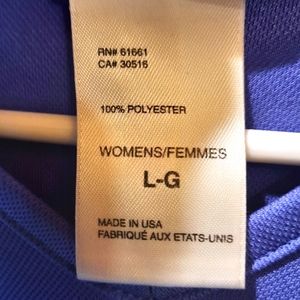 RN# 61661
CA# 30516
100% POLYESTER
WOMENS/FEMMES
L-G
MADE IN USA
FABRIQUÉ AUX ETATS-UNIS